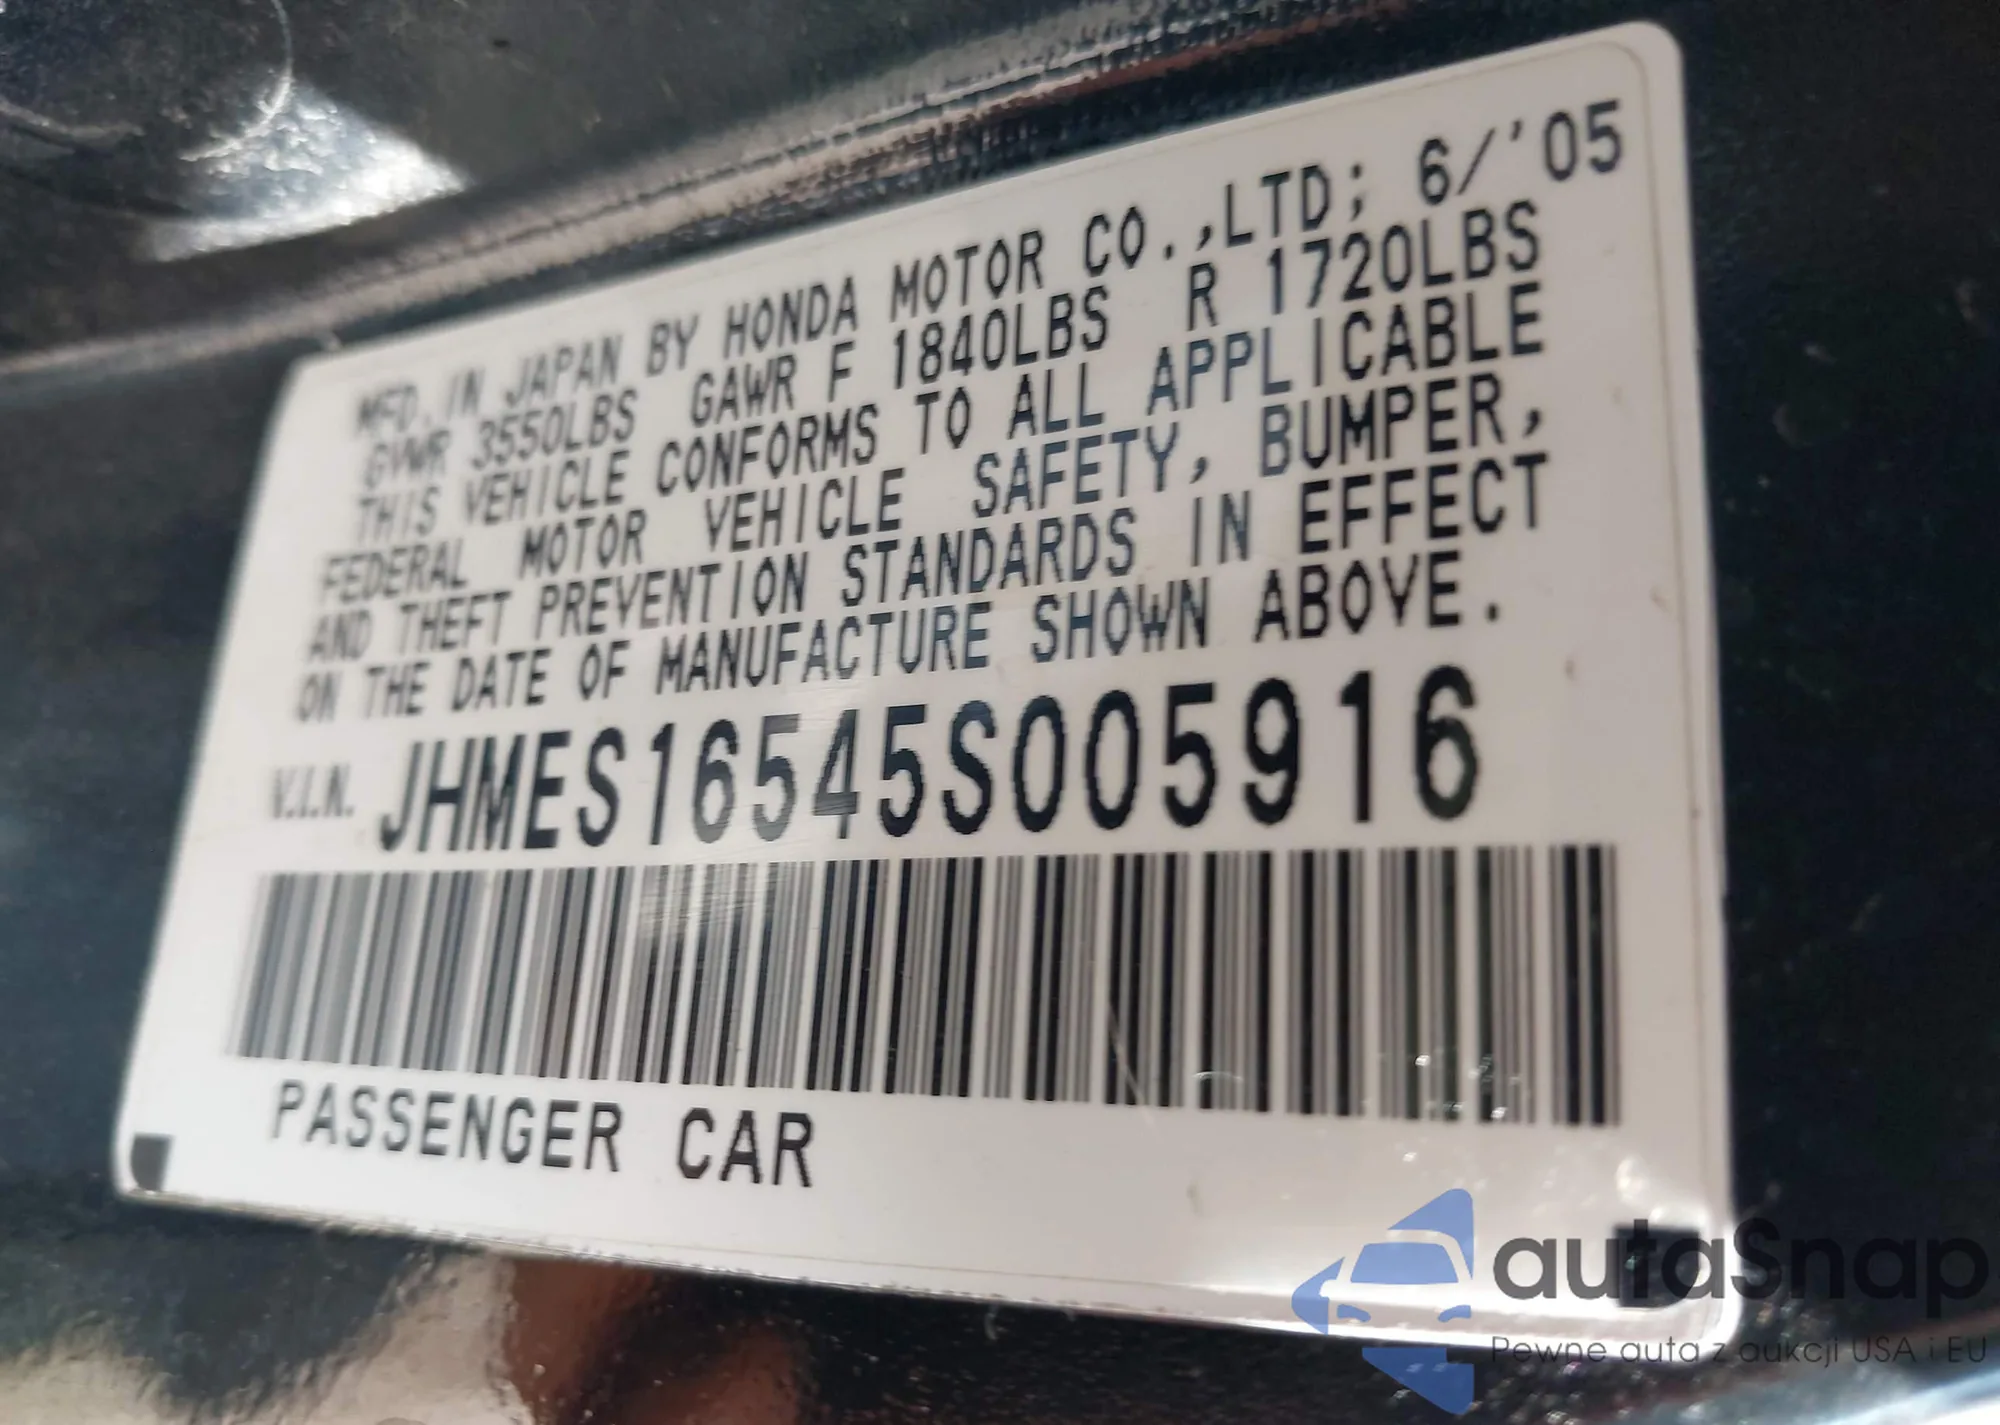 MFD. IN JAPAN BY HONDA MOTOR CO.,LTD; 6/'05
GVWR 3550LBS GAWR F 1840LBS R 1720LBS
THIS VEHICLE CONFORMS TO ALL APPLICABLE
FEDERAL MOTOR VEHICLE SAFETY, BUMPER,
AND THEFT PREVENTION STANDARDS IN EFFECT
ON THE DATE OF MANUFACTURE SHOWN ABOVE.
V.I.N. JHMES16545S005916
PASSENGER CAR
autaSnap
Pewne auta z aukcji USA i EU